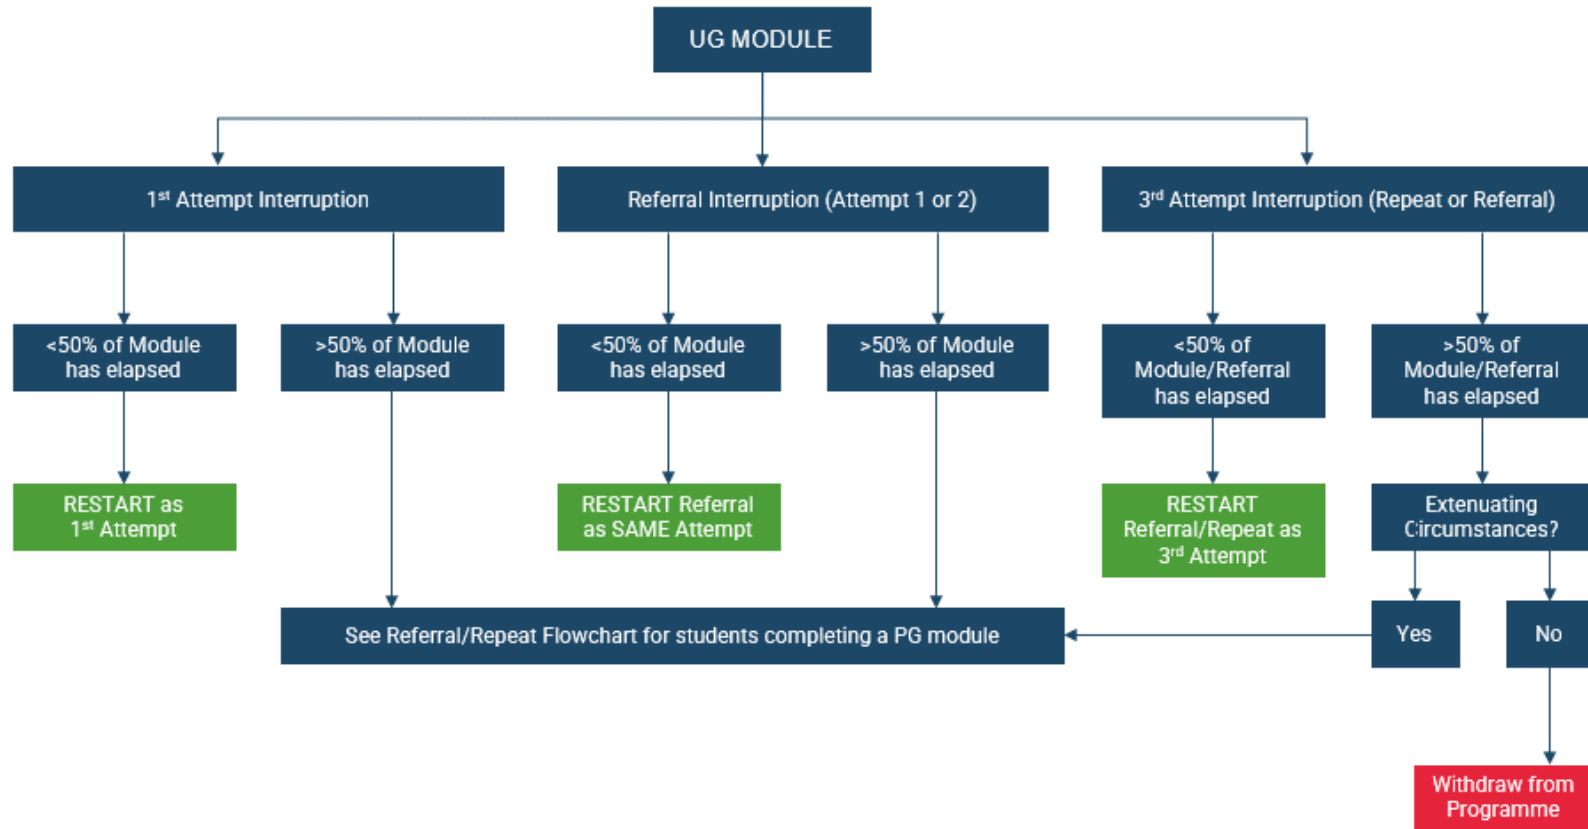 UG MODULE
1st Attempt Interruption
Referral Interruption (Attempt 1 or 2)
3rd Attempt Interruption (Repeat or Referral)
<50% of Module
has elapsed
>50% of Module
has elapsed
<50% of Module
has elapsed
>50% of Module
has elapsed
<50% of
Module/Referral
has elapsed
>50% of
Module/Referral
has elapsed
RESTART as
1st Attempt
RESTART Referral
as SAME Attempt
RESTART
Referral/Repeat as
3rd Attempt
Extenuating
Circumstances?
See Referral/Repeat Flowchart for students completing a PG module
Yes
No
Withdraw from
Programme